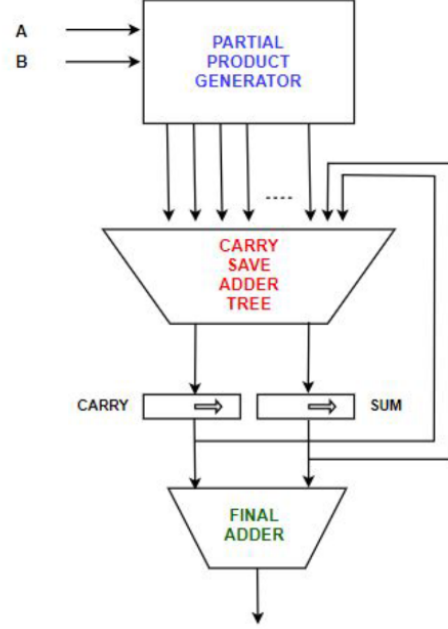 A
B
PARTIAL
PRODUCT
GENERATOR
----
CARRY
SAVE
ADDER
TREE
CARRY
SUM
FINAL
ADDER